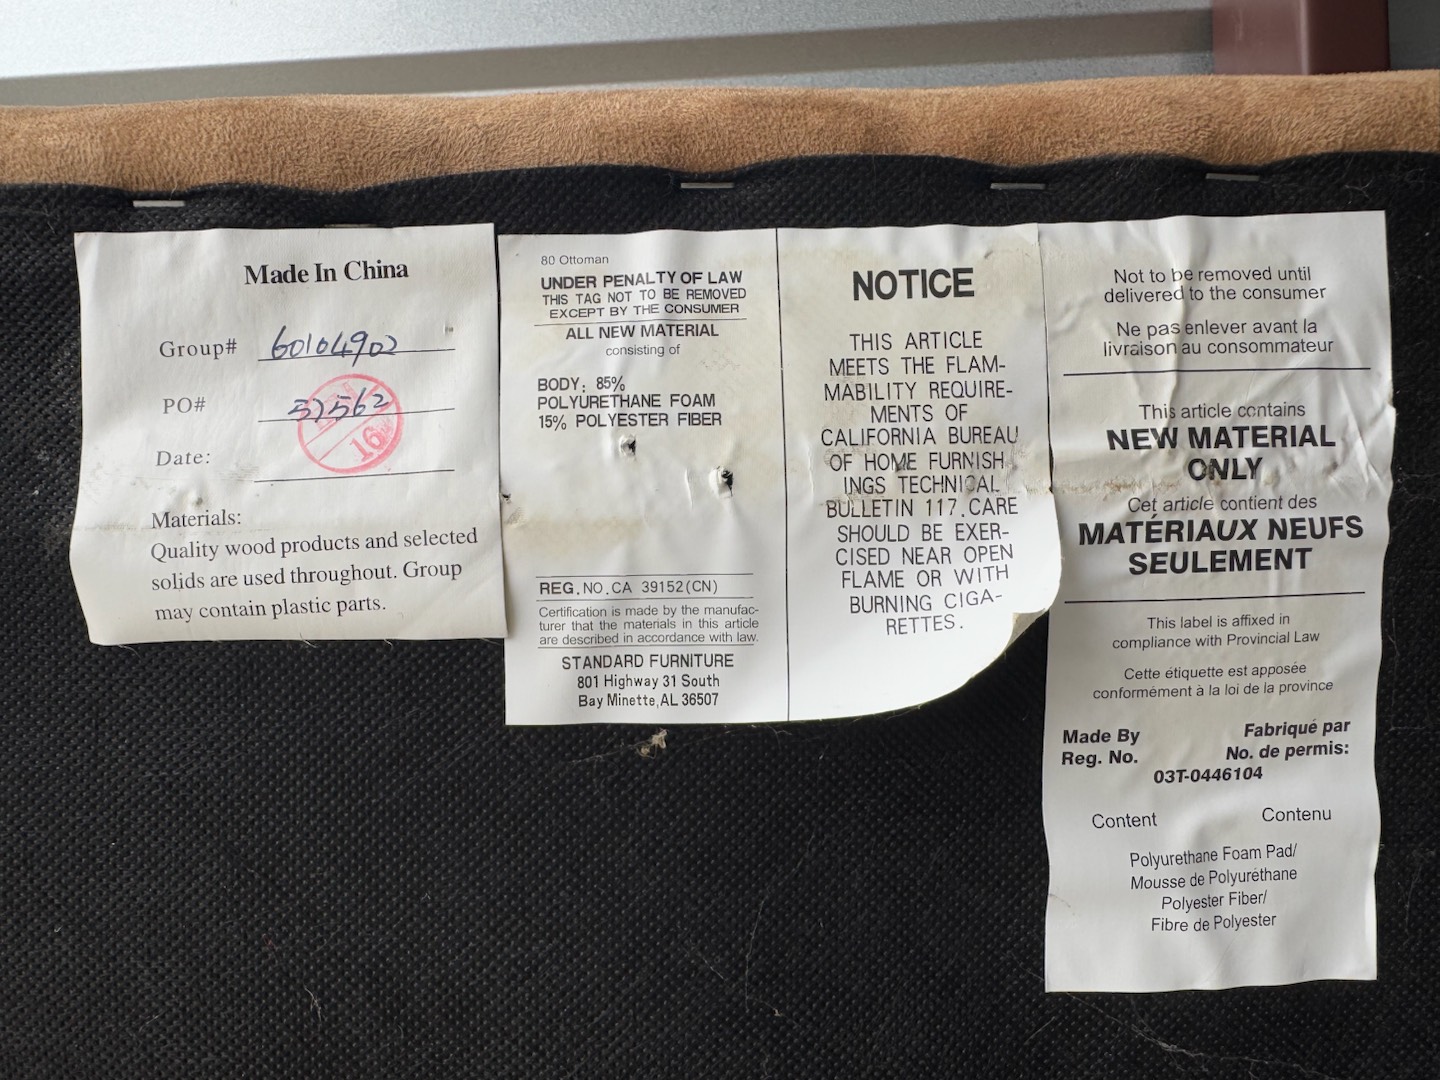 Made In China
Group# 60104902
PO# 52562
16
Date:
Materials:
Quality wood products and selected
solids are used throughout. Group
may contain plastic parts.
80 Ottoman
UNDER PENALTY OF LAW
THIS TAG NOT TO BE REMOVED
EXCEPT BY THE CONSUMER
ALL NEW MATERIAL
consisting of
BODY: 85%
POLYURETHANE FOAM
15% POLYESTER FIBER
REG.NO.CA 39152(CN)
Certification is made by the manufac-
turer that the materials in this article
are described in accordance with law.
STANDARD FURNITURE
801 Highway 31 South
Bay Minette,AL 36507
NOTICE
THIS ARTICLE
MEETS THE FLAM-
MABILITY REQUIRE-
MENTS OF
CALIFORNIA BUREAU
OF HOME FURNISH
INGS TECHNICAL
BULLETIN 117.CARE
SHOULD BE EXER-
CISED NEAR OPEN
FLAME OR WITH
BURNING CIGA-
RETTES.
Not to be removed until
delivered to the consumer
Ne pas enlever avant la
livraison au consommateur
This article contains
NEW MATERIAL
ONLY
Cet article contient des
MATÉRIAUX NEUFS
SEULEMENT
This label is affixed in
compliance with Provincial Law
Cette étiquette est apposée
conformément à la loi de la province
Made By Fabriqué par
Reg. No. No. de permis:
03T-0446104
Content Contenu
Polyurethane Foam Pad/
Mousse de Polyuréthane
Polyester Fiber/
Fibre de Polyester